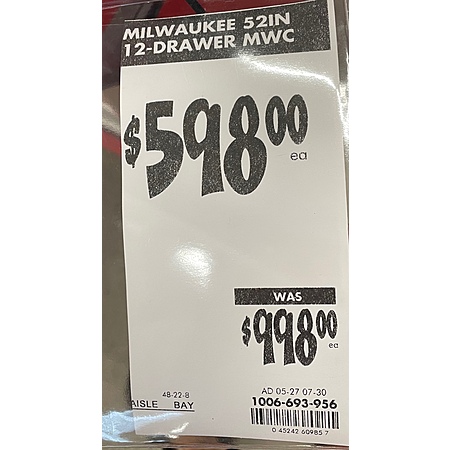 MILWAUKEE 52IN
12-DRAWER MWC
$598.00
ea
WAS
$998.00
ea
48-22-8
AISLE BAY
AD 05-27 07-30
1006-693-956
0 45242 60985 7